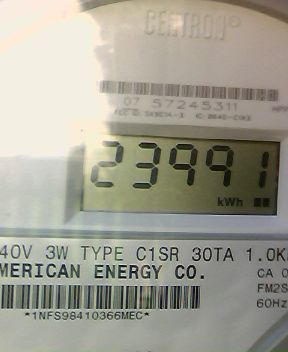 CELTRON®
07 57245311
23991
kWh
40V 3W TYPE C1SR 30TA 1.0K
MERICAN ENERGY CO.
CA 0
FM2S
60Hz
*1NFS98410366MEC*